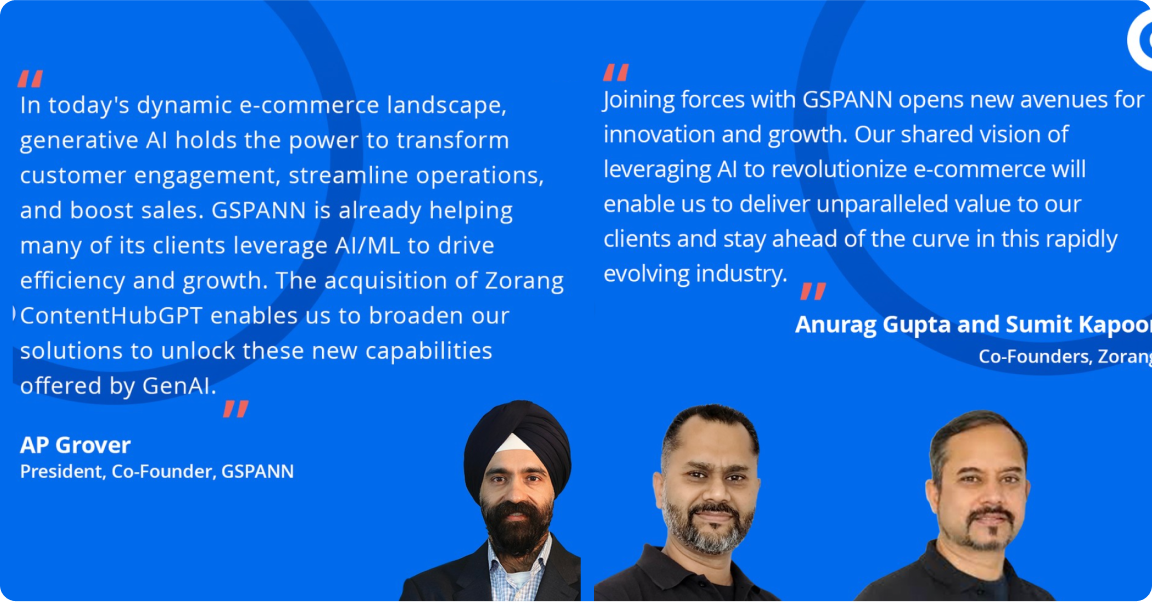 "
In today's dynamic e-commerce landscape,
generative AI holds the power to transform
customer engagement, streamline operations,
and boost sales. GSPANN is already helping
many of its clients leverage AI/ML to drive
efficiency and growth. The acquisition of Zorang
ContentHubGPT enables us to broaden our
solutions to unlock these new capabilities
offered by GenAI.
"
AP Grover
President, Co-Founder, GSPANN
"
Joining forces with GSPANN opens new avenues for
innovation and growth. Our shared vision of
leveraging AI to revolutionize e-commerce will
enable us to deliver unparalleled value to our
clients and stay ahead of the curve in this rapidly
evolving industry.
"
Anurag Gupta and Sumit Kapoor
Co-Founders, Zorang